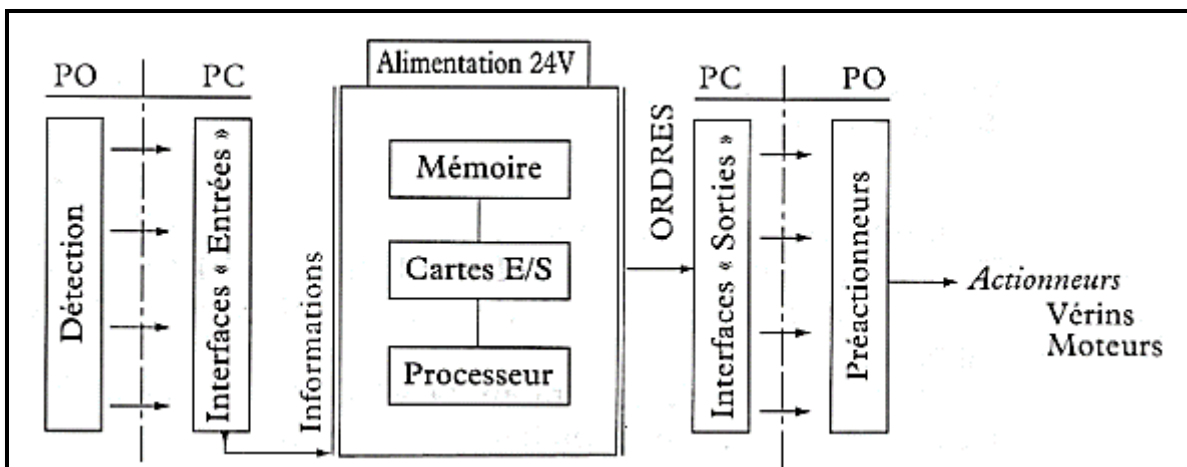 PO
PC
Alimentation 24V
PC
PO
Détection
Interfaces « Entrées »
Informations
Mémoire
Cartes E/S
Processeur
ORDRES
Interfaces « Sorties »
Préactionneurs
Actionneurs
Vérins
Moteurs